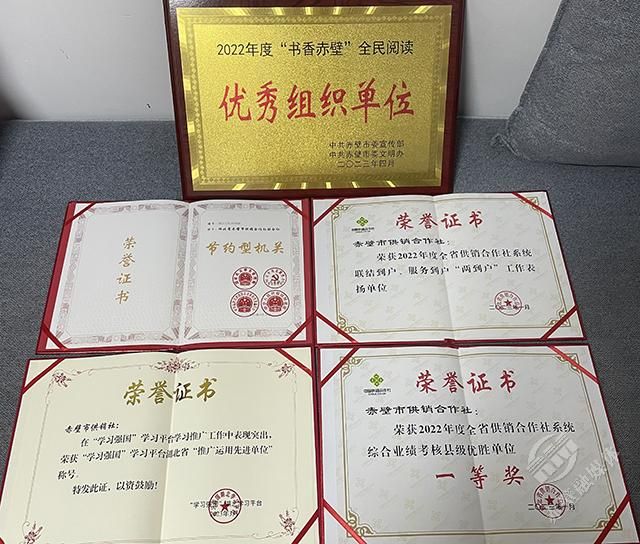 2022年度“书香赤壁”全民阅读
优秀组织单位
中共赤壁市委宣传部
中共赤壁市委文明办
二〇二三年四月
荣誉证书
节约型机关
荣誉证书
赤壁市供销合作社：
荣获2022年度全省供销合作社系统
联结到户、服务到户“两到户”工作表
扬单位
荣誉证书
赤壁市供销社：
在“学习强国”学习平台学习推广工作中表现突出，
荣获“学习强国”学习平台湖北省“推广运用先进单位”
称号。
特发此证，以资鼓励！
“学习强国”
学习平台
荣誉证书
赤壁市供销合作社：
荣获2022年度全省供销合作社系统
综合业绩考核县级优胜单位
一等奖